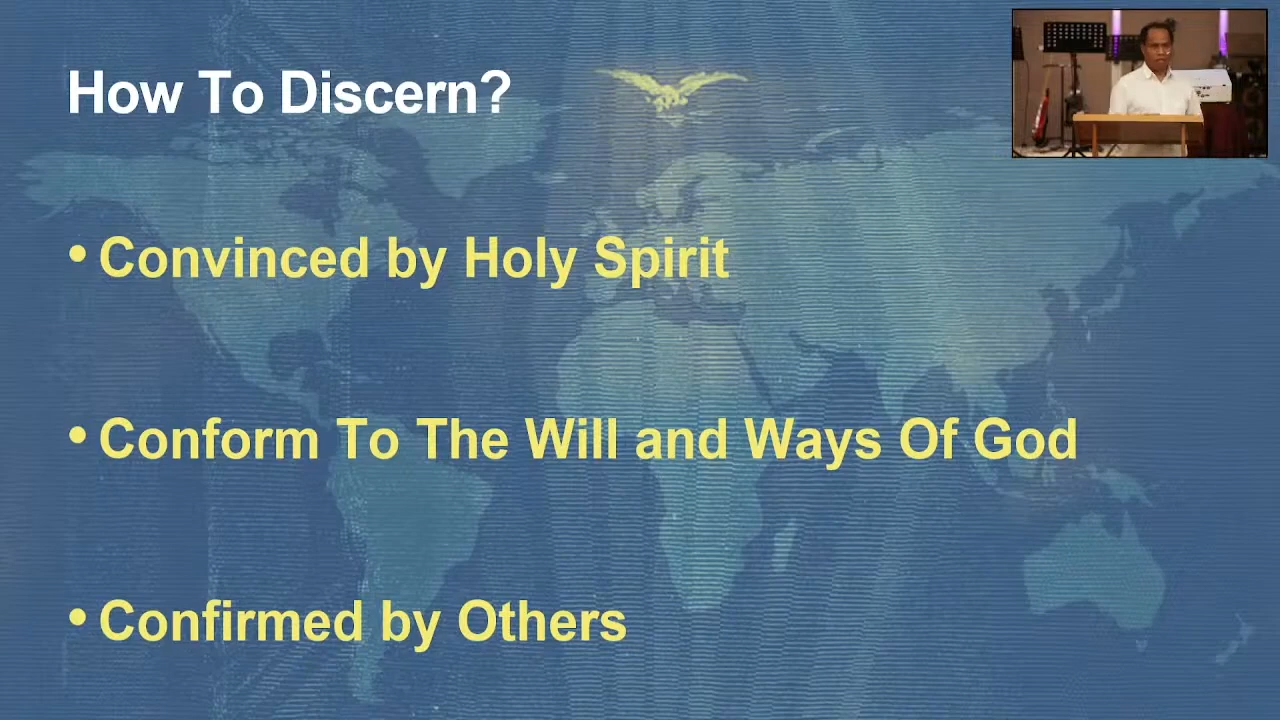 How To Discern?
• Convinced by Holy Spirit
• Conform To The Will and Ways Of God
• Confirmed by Others